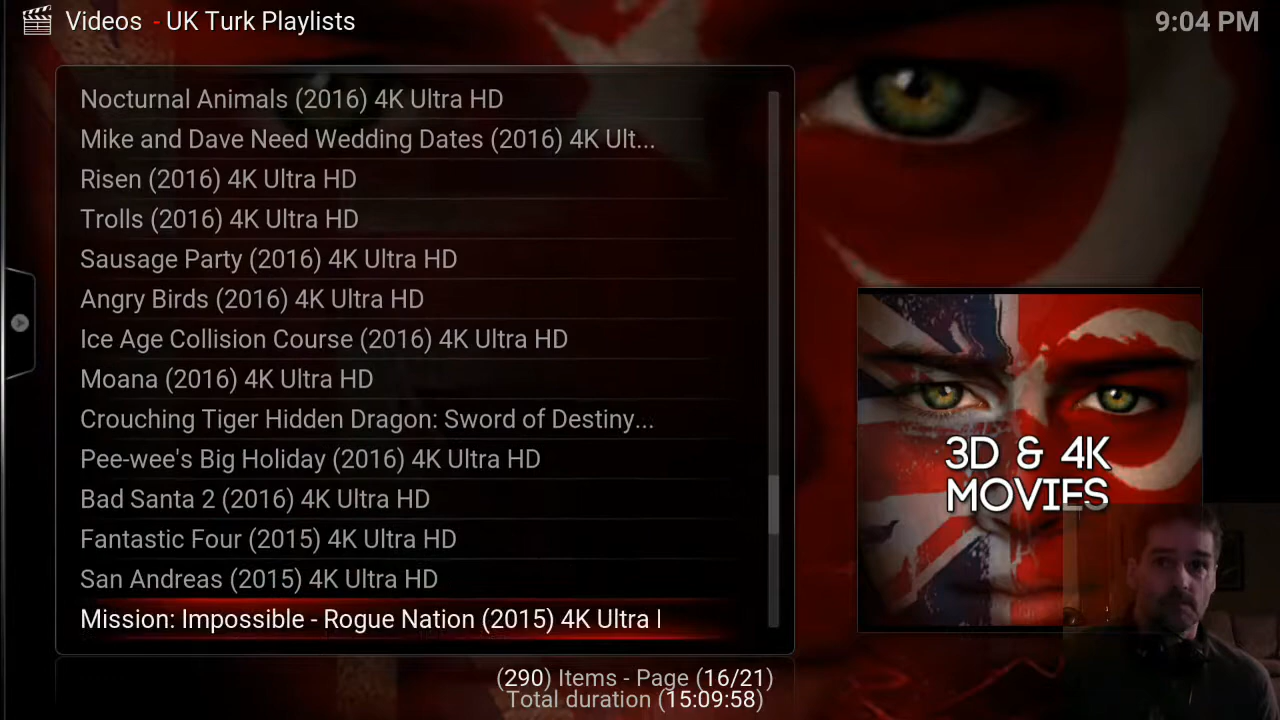 Videos - UK Turk Playlists
9:04 PM
Nocturnal Animals (2016) 4K Ultra HD
Mike and Dave Need Wedding Dates (2016) 4K Ult...
Risen (2016) 4K Ultra HD
Trolls (2016) 4K Ultra HD
Sausage Party (2016) 4K Ultra HD
Angry Birds (2016) 4K Ultra HD
Ice Age Collision Course (2016) 4K Ultra HD
Moana (2016) 4K Ultra HD
Crouching Tiger Hidden Dragon: Sword of Destiny...
Pee-wee's Big Holiday (2016) 4K Ultra HD
Bad Santa 2 (2016) 4K Ultra HD
Fantastic Four (2015) 4K Ultra HD
San Andreas (2015) 4K Ultra HD
Mission: Impossible - Rogue Nation (2015) 4K Ultra
3D & 4K
MOVIES
(290) Items - Page (16/21)
Total duration (15:09:58)